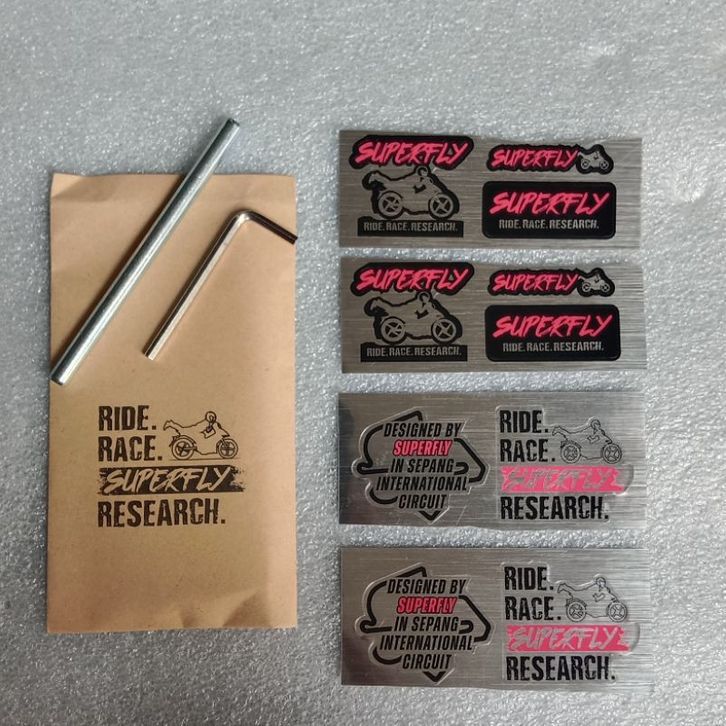 RIDE.
RACE.
SUPERFLY
RESEARCH.
SUPERFLY
RIDE. RACE. RESEARCH.
SUPERFLY
SUPERFLY
RIDE. RACE. RESEARCH.
SUPERFLY
RIDE. RACE. RESEARCH.
SUPERFLY
SUPERFLY
RIDE. RACE. RESEARCH.
DESIGNED BY
SUPERFLY
IN SEPANG
INTERNATIONAL
CIRCUIT
RIDE.
RACE.
SUPERFLY
RESEARCH.
DESIGNED BY
SUPERFLY
IN SEPANG
INTERNATIONAL
CIRCUIT
RIDE.
RACE.
SUPERFLY
RESEARCH.